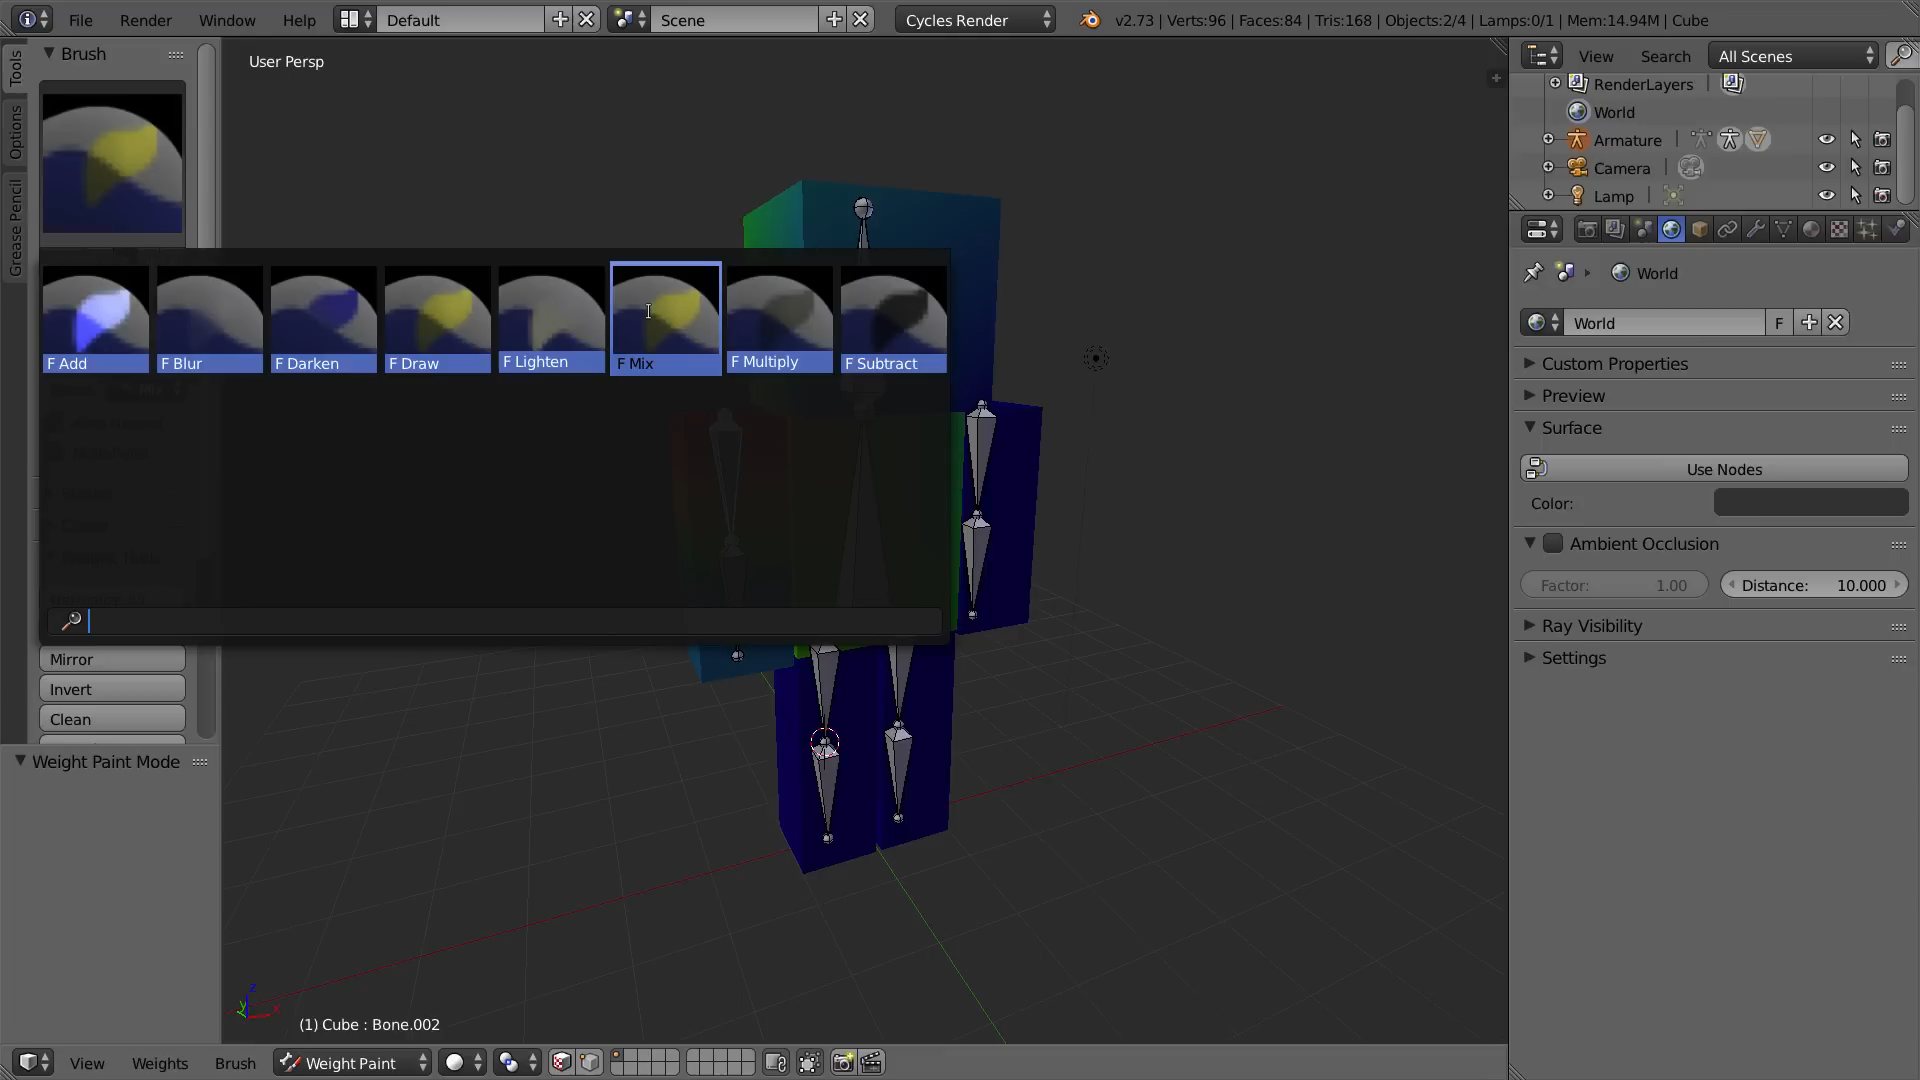 File Render Window Help Default Scene Cycles Render v2.73 | Verts:96 | Faces:84 | Tris:168 | Objects:2/4 | Lamps:0/1 | Mem:14.94M | Cube
Tools
Options
Grease Pencil
Brush
User Persp
F Add F Blur F Darken F Draw F Lighten F Mix F Multiply F Subtract
Mirror
Invert
Clean
Weight Paint Mode
(1) Cube : Bone.002
View Weights Brush Weight Paint
View Search All Scenes
RenderLayers
World
Armature
Camera
Lamp
World
World F
Custom Properties
Preview
Surface
Use Nodes
Color:
Ambient Occlusion
Factor: 1.00 Distance: 10.000
Ray Visibility
Settings